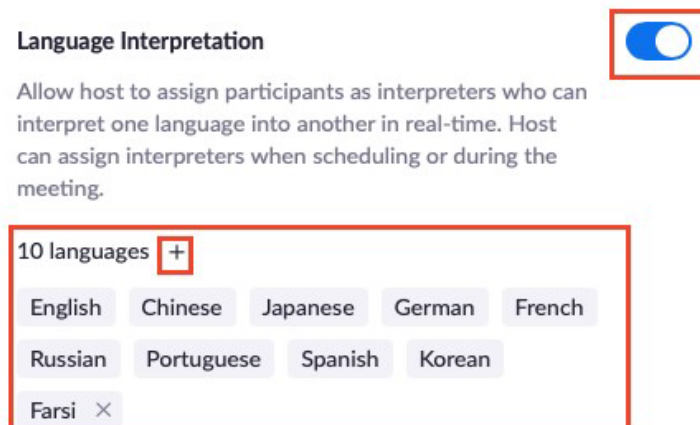 Language Interpretation
Allow host to assign participants as interpreters who can
interpret one language into another in real-time. Host
can assign interpreters when scheduling or during the
meeting.
10 languages +
English Chinese Japanese German French
Russian Portuguese Spanish Korean
Farsi ×